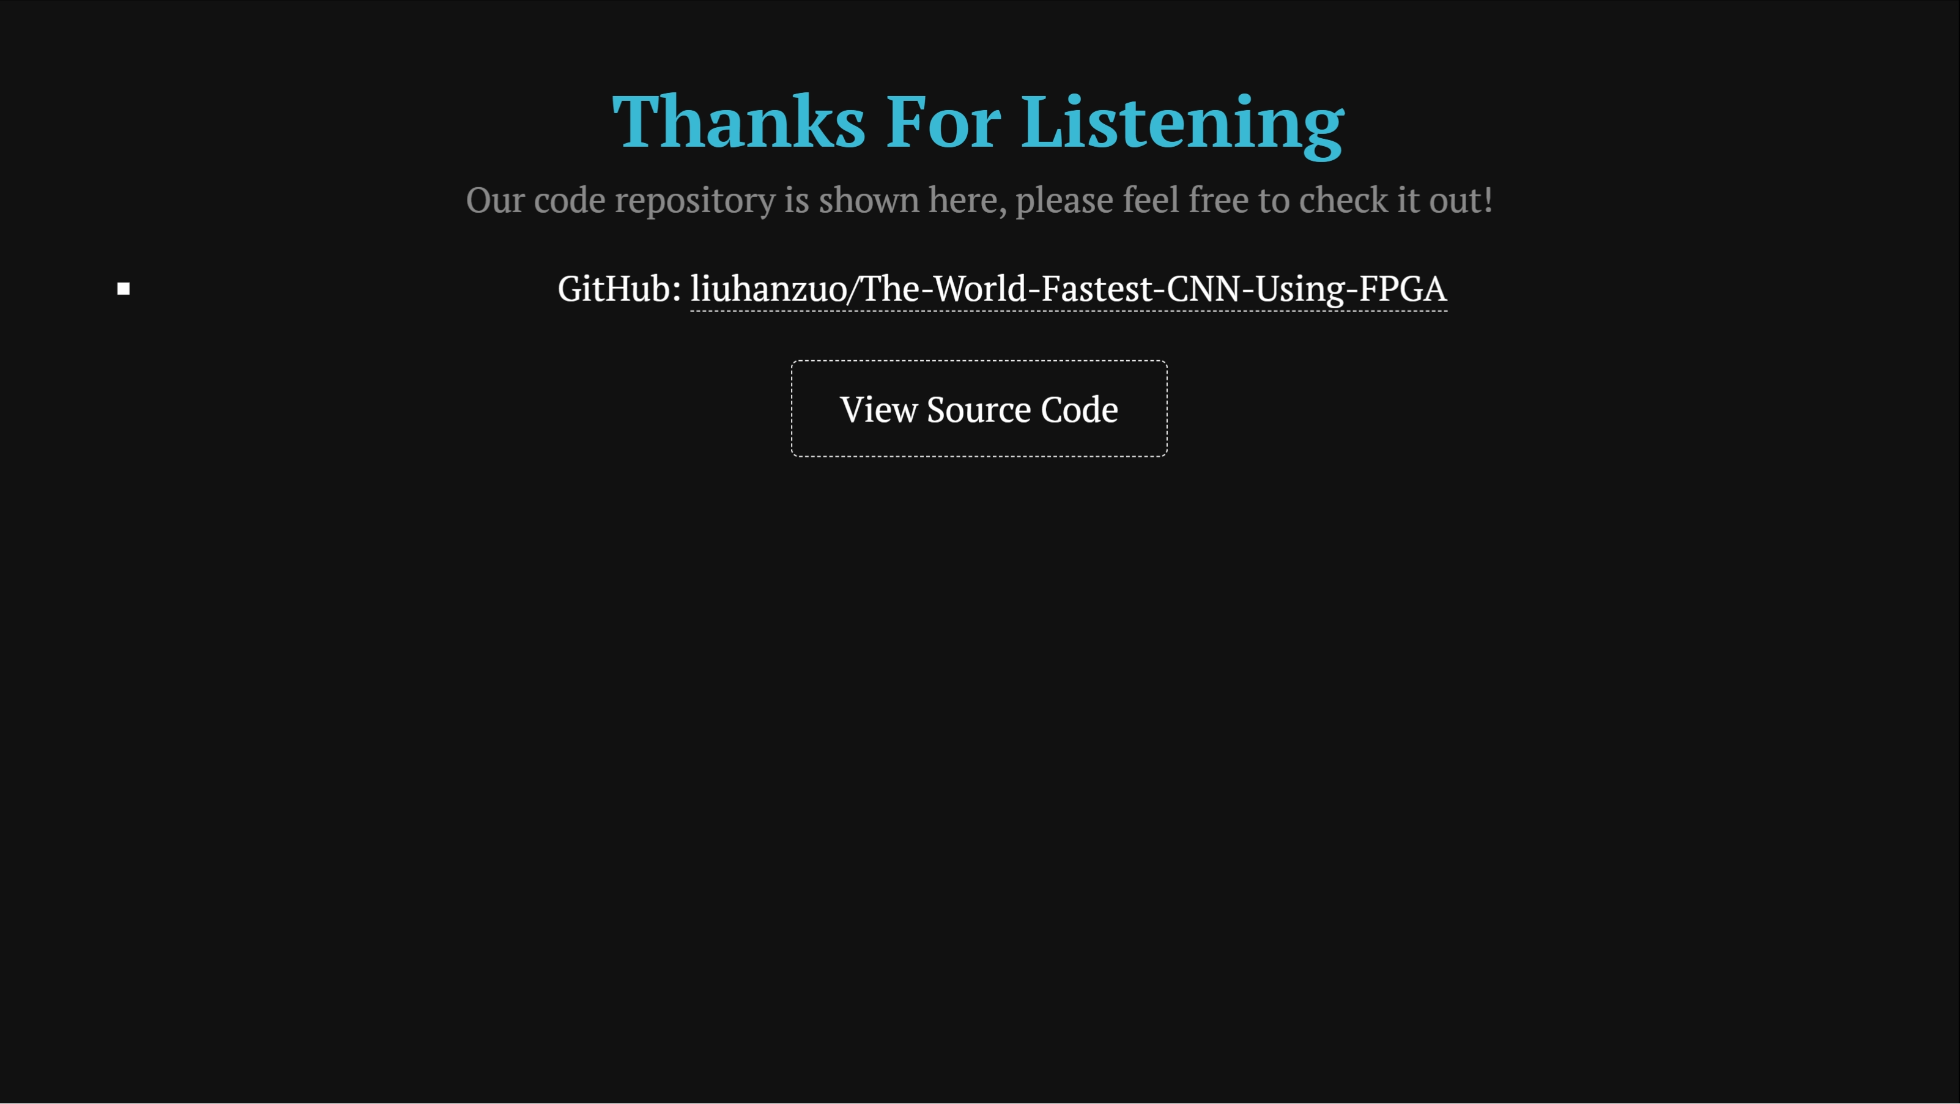 Thanks For Listening
Our code repository is shown here, please feel free to check it out!
GitHub: liuhanzuo/The-World-Fastest-CNN-Using-FPGA
View Source Code